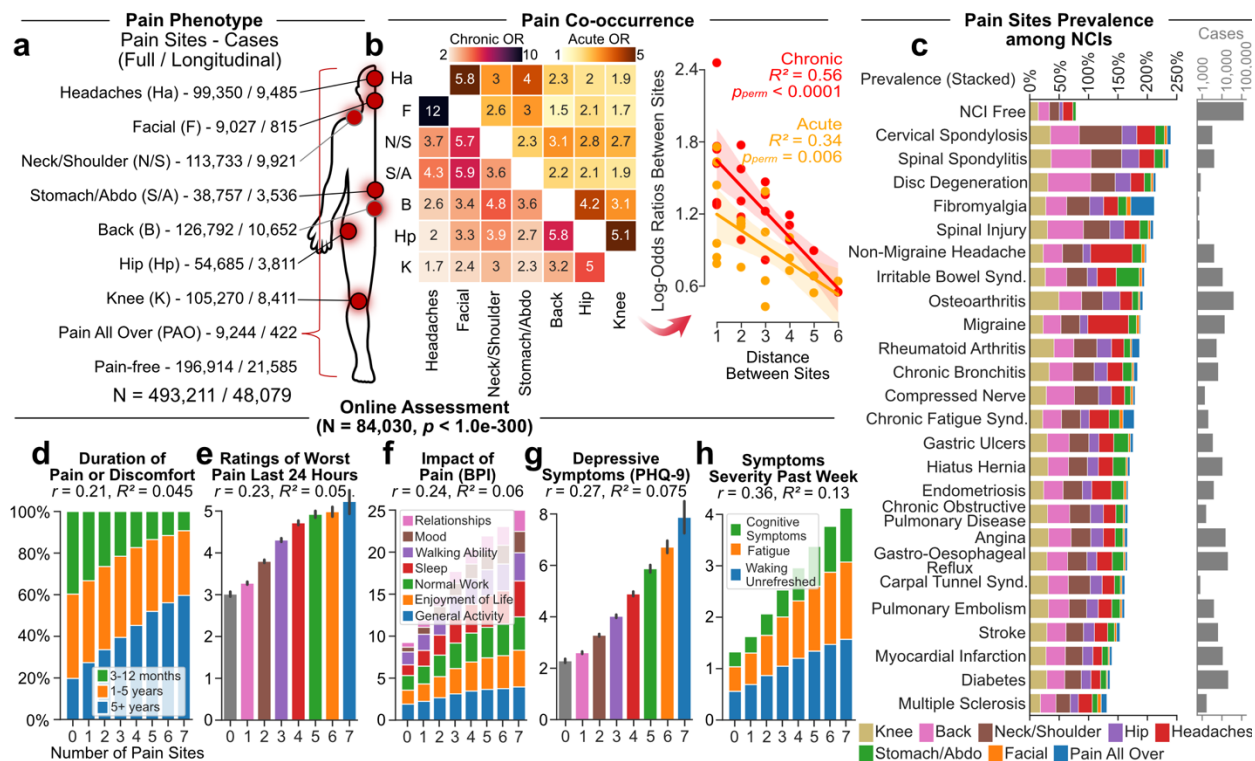 Pain Phenotype
a
Pain Sites - Cases
(Full / Longitudinal)
Headaches (Ha) - 99,350 / 9,485
Facial (F) - 9,027 / 815
Neck/Shoulder (N/S) - 113,733 / 9,921
Stomach/Abdo (S/A) - 38,757 / 3,536
Back (B) - 126,792 / 10,652
Hip (Hp) - 54,685 / 3,811
Knee (K) - 105,270 / 8,411
Pain All Over (PAO) - 9,244 / 422
Pain-free - 196,914 / 21,585
N = 493,211 / 48,079
Pain Co-occurrence
b
Chronic OR
2 10
Acute OR
1 5
Ha 5.8 3 4 2.3 2 1.9
F 12 2.6 3 1.5 2.1 1.7
N/S 3.7 5.7 2.3 3.1 2.8 2.7
S/A 4.3 5.9 3.6 2.2 2.1 1.9
B 2.6 3.4 4.8 3.6 4.2 3.1
Hp 2 3.3 3.9 2.7 5.8 5.1
K 1.7 2.4 3 2.3 3.2 5
Headaches
Facial
Neck/Shoulder
Stomach/Abdo
Back
Hip
Knee
Log-Odds Ratios Between Sites
2.4
1.8
1.2
0.6
Chronic
R² = 0.56
pperm < 0.0001
Acute
R² = 0.34
pperm = 0.006
1 2 3 4 5 6
Distance
Between Sites
Pain Sites Prevalence
among NCIs
c
Prevalence (Stacked)
0%
50%
100%
150%
200%
250%
Cases
1,000
10,000
100,000
NCI Free
Cervical Spondylosis
Spinal Spondylitis
Disc Degeneration
Fibromyalgia
Spinal Injury
Non-Migraine Headache
Irritable Bowel Synd.
Osteoarthritis
Migraine
Rheumatoid Arthritis
Chronic Bronchitis
Compressed Nerve
Chronic Fatigue Synd.
Gastric Ulcers
Hiatus Hernia
Endometriosis
Chronic Obstructive
Pulmonary Disease
Angina
Gastro-Oesophageal
Reflux
Carpal Tunnel Synd.
Pulmonary Embolism
Stroke
Myocardial Infarction
Diabetes
Multiple Sclerosis
0%
50%
100%
150%
200%
250%
Knee Back Neck/Shoulder Hip Headaches
Stomach/Abdo Facial Pain All Over
Online Assessment
(N = 84,030, p < 1.0e-300)
d
Duration of
Pain or Discomfort
r = 0.21, R² = 0.045
100%
80%
60%
40%
20%
0%
3-12 months
1-5 years
5+ years
0 1 2 3 4 5 6 7
Number of Pain Sites
e
Ratings of Worst
Pain Last 24 Hours
r = 0.23, R² = 0.05
5
4
3
2
1
0
0 1 2 3 4 5 6 7
f
Impact of
Pain (BPI)
r = 0.24, R² = 0.06
25
20
15
10
5
0
Relationships
Mood
Walking Ability
Sleep
Normal Work
Enjoyment of Life
General Activity
0 1 2 3 4 5 6 7
g
Depressive
Symptoms (PHQ-9)
r = 0.27, R² = 0.075
8
6
4
2
0
0 1 2 3 4 5 6 7
h
Symptoms
Severity Past Week
r = 0.36, R² = 0.13
4
3
2
1
0
Cognitive
Symptoms
Fatigue
Waking
Unrefreshed
0 1 2 3 4 5 6 7